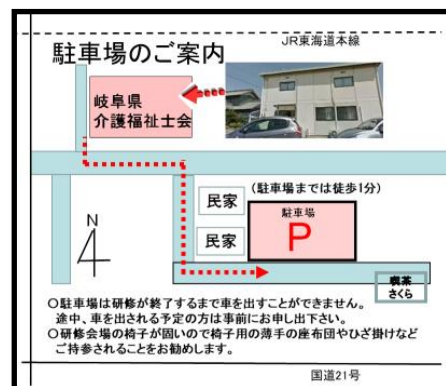 JR東海道本線
駐車場のご案内
岐阜県
介護福祉士会
(駐車場までは徒歩1分)
民家
駐車場
P
民家
N
喫茶
さくら
○駐車場は研修が終了するまで車を出すことができません。
途中、車を出される予定の方は事前にお申し出下さい。
○研修会場の椅子が固いので椅子用の薄手の座布団やひざ掛けなど
ご持参されることをお勧めします。
国道21号